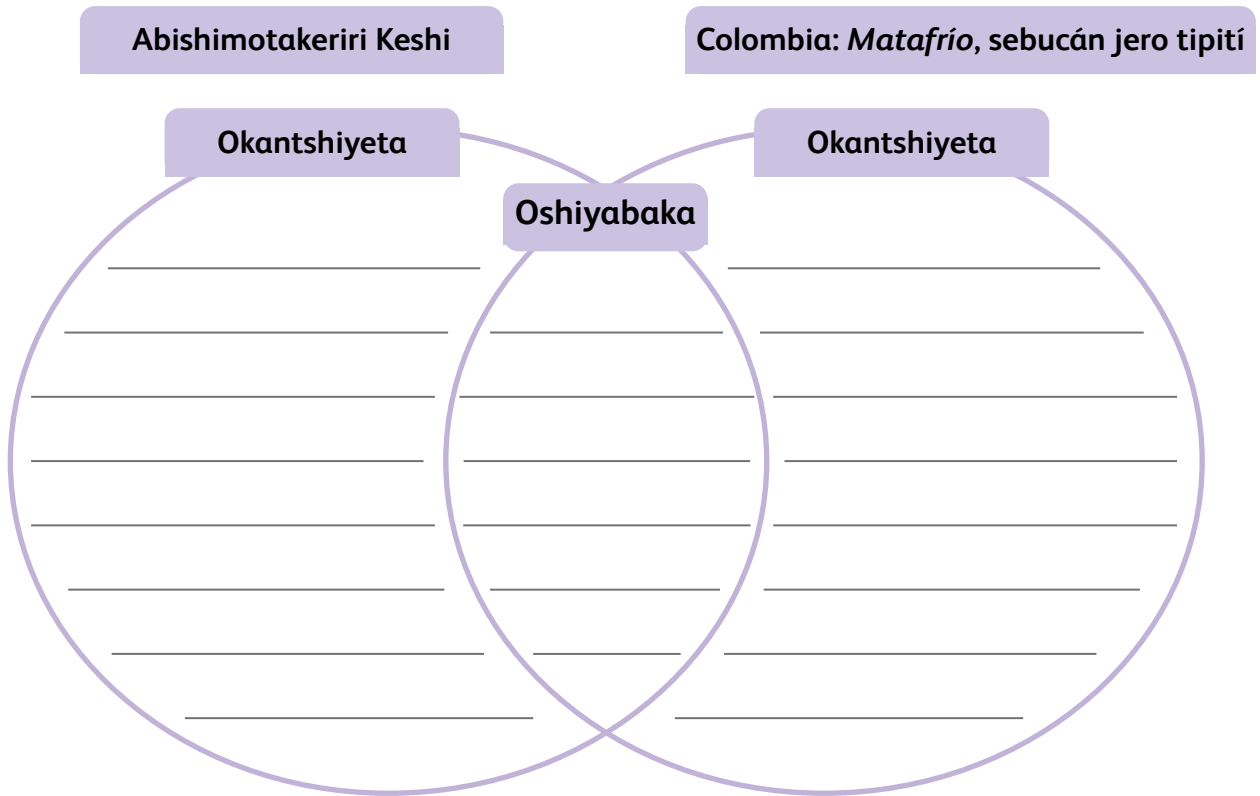 Abishimotakeriri Keshi
Colombia: Matafrío, sebucán jero tipití
Okantshiyeta
Okantshiyeta
Oshiyabaka